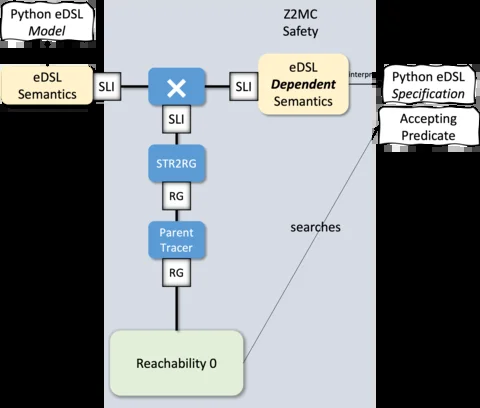 Python eDSL
Model
Z2MC
Safety
eDSL
Semantics
SLI
×
SLI
eDSL
Dependent
Semantics
Python eDSL
Specification
SLI
Accepting
Predicate
STR2RG
RG
Parent
Tracer
searches
RG
Reachability 0